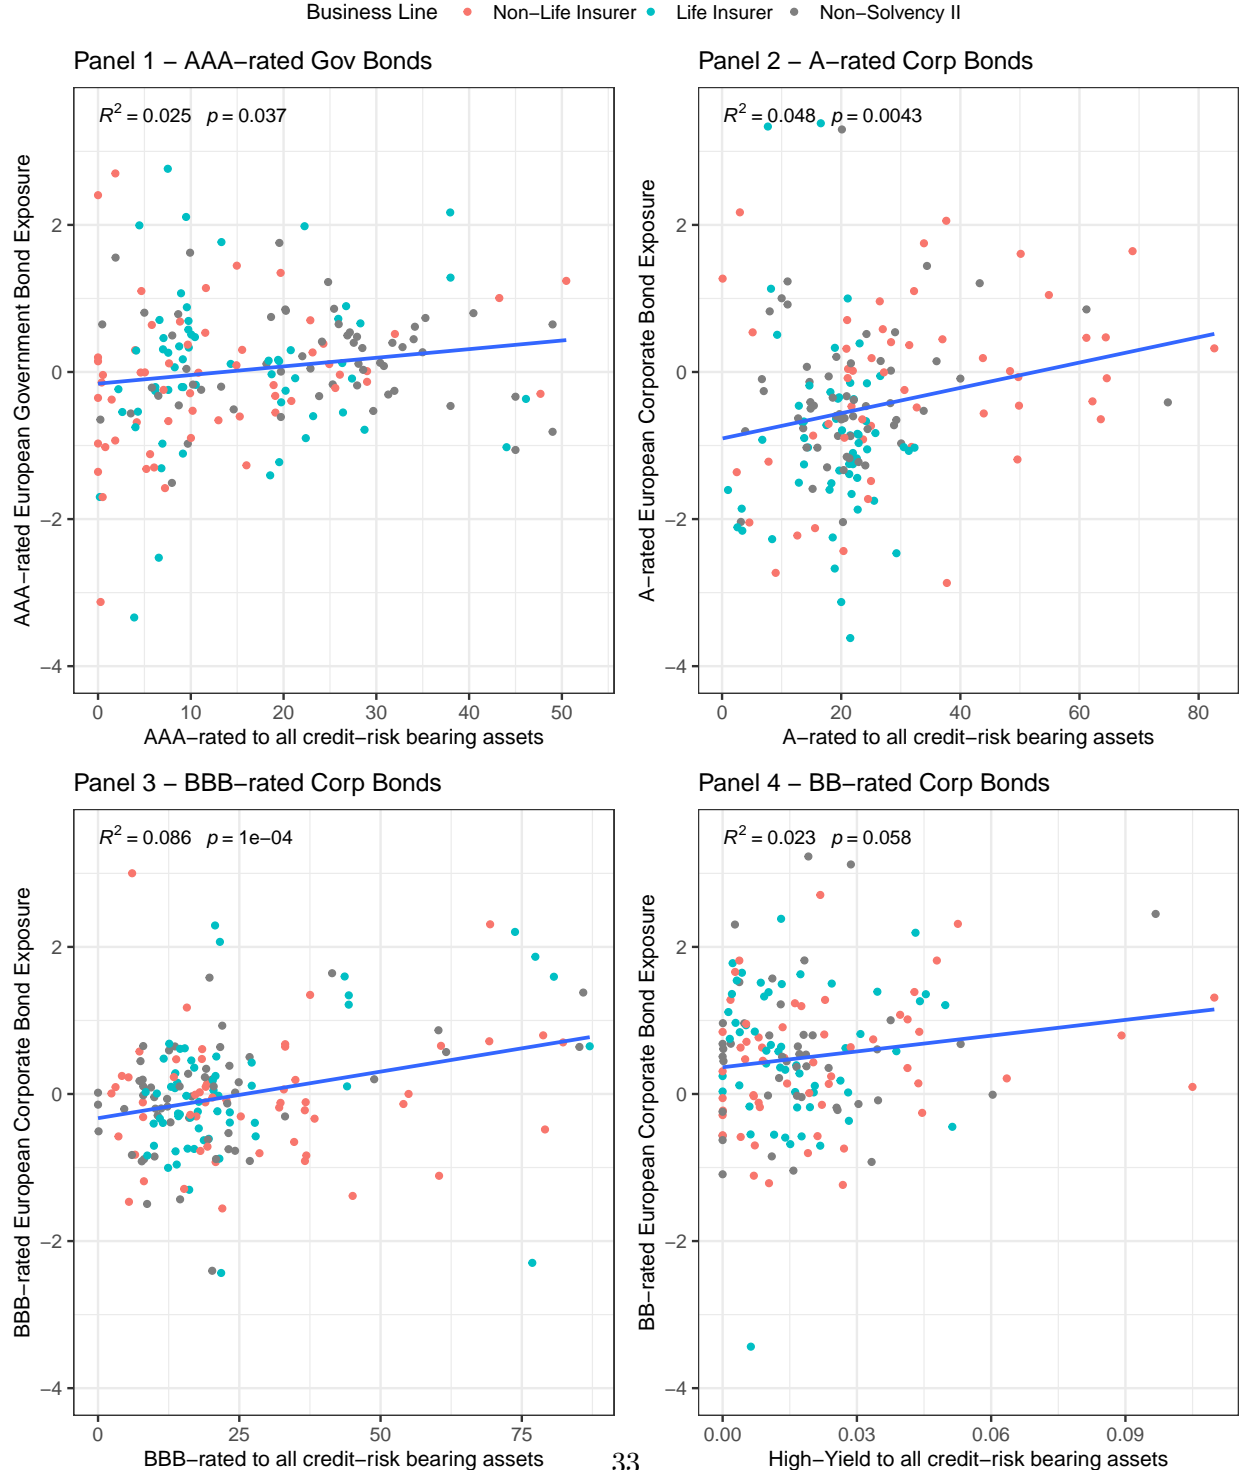 Business Line Non−Life Insurer Life Insurer Non−Solvency II
Panel 1 − AAA−rated Gov Bonds
R² = 0.025 p = 0.037
AAA−rated European Government Bond Exposure
2
0
−2
−4
0 10 20 30 40 50
AAA−rated to all credit−risk bearing assets
Panel 2 − A−rated Corp Bonds
R² = 0.048 p = 0.0043
A−rated European Corporate Bond Exposure
2
0
−2
−4
0 20 40 60 80
A−rated to all credit−risk bearing assets
Panel 3 − BBB−rated Corp Bonds
R² = 0.086 p = 1e−04
BBB−rated European Corporate Bond Exposure
2
0
−2
−4
0 25 50 75
BBB−rated to all credit−risk bearing assets
Panel 4 − BB−rated Corp Bonds
R² = 0.023 p = 0.058
BB−rated European Corporate Bond Exposure
2
0
−2
−4
0.00 0.03 0.06 0.09
High−Yield to all credit−risk bearing assets
33